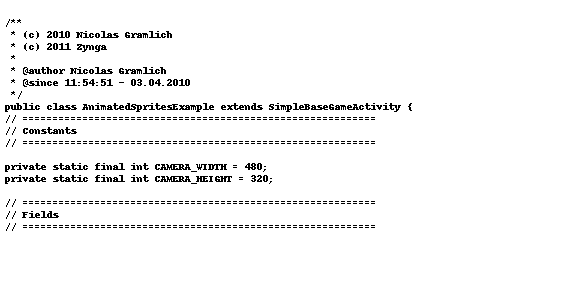 /**
 * (c) 2010 Nicolas Gramlich
 * (c) 2011 Zynga
 *
 * @author Nicolas Gramlich
 * @since 11:54:51 - 03.04.2010
 */
public class AnimatedSpritesExample extends SimpleBaseGameActivity {
// ===========================================================
// Constants
// ===========================================================

private static final int CAMERA_WIDTH = 480;
private static final int CAMERA_HEIGHT = 320;

// ===========================================================
// Fields
// ===========================================================